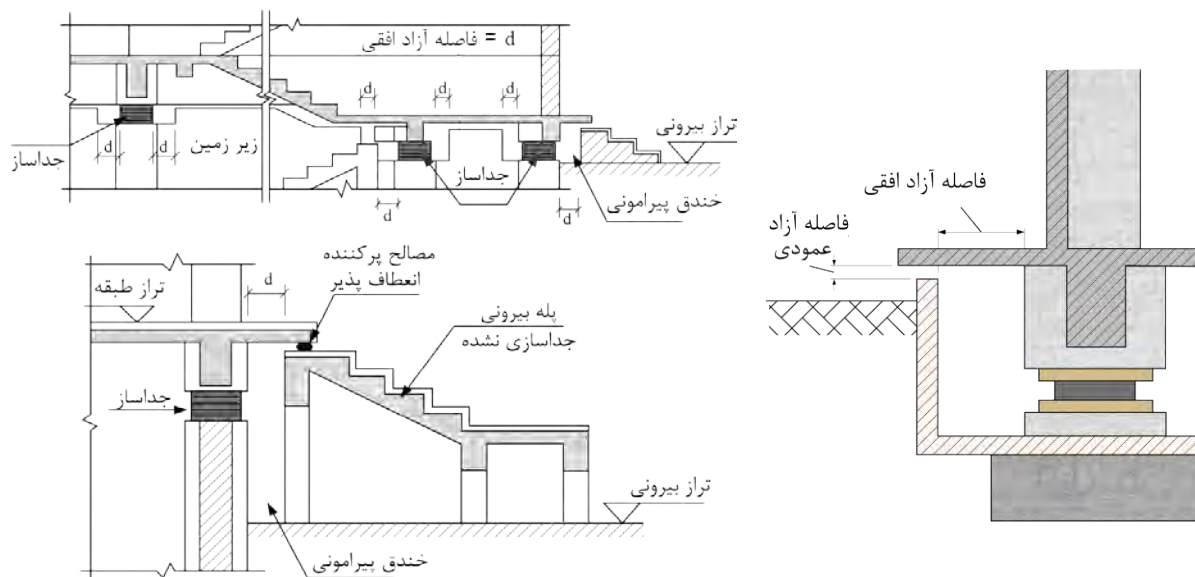 d = فاصله آزاد افقی
d
d
d
تراز بیرونی
جداساز
d
زیر زمین
d
جداساز
خندق پیرامونی
d
d
مصالح پرکننده
انعطاف پذیر
d
تراز طبقه
پله بیرونی
جداسازی نشده
جداساز
تراز بیرونی
خندق پیرامونی
فاصله آزاد افقی
فاصله آزاد
عمودی